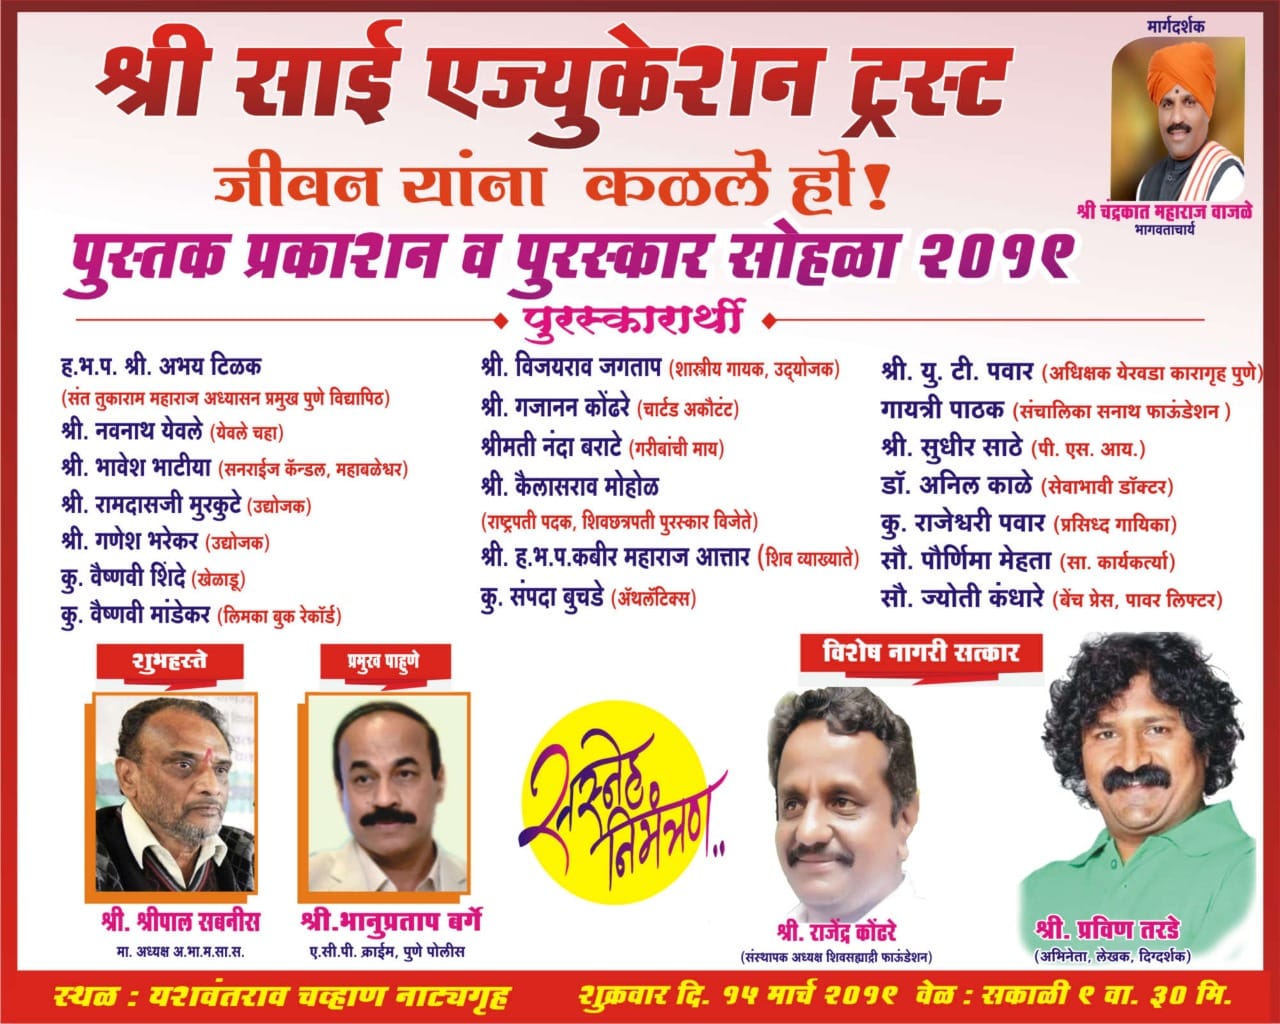 मार्गदर्शक
श्री साई एज्युकेशन ट्रस्ट
जीवन यांना कळले हो!
श्री चंद्रकात महाराज वाजळे
भागवताचार्य
पुस्तक प्रकाशन व पुरस्कार सोहळा २०१९
पुरस्कारार्थी
ह.भ.प. श्री. अभय टिळक
(संत तुकाराम महाराज अध्यासन प्रमुख पुणे विद्यापिठ)
श्री. नवनाथ येवले (येवले चहा)
श्री. भावेश भाटीया (सनराईज कॅन्डल, महाबळेश्वर)
श्री. रामदासजी मुरकुटे (उद्योजक)
श्री. गणेश भरेकर (उद्योजक)
कु. वैष्णवी शिंदे (खेळाडू)
कु. वैष्णवी मांडेकर (लिमका बुक रेकॉर्ड)
श्री. विजयराव जगताप (शास्त्रीय गायक, उद्‌योजक)
श्री. गजानन कोंढरे (चार्टड अकौटंट)
श्रीमती नंदा बराटे (गरीबांची माय)
श्री. कैलासराव मोहोळ
(राष्ट्रपती पदक, शिवछत्रपती पुरस्कार विजेते)
श्री. ह.भ.प.कबीर महाराज आत्तार (शिव व्याख्याते)
कु. संपदा बुचडे (ॲथलॅटिक्स)
श्री. यु. टी. पवार (अधिक्षक येरवडा कारागृह पुणे)
गायत्री पाठक (संचालिका सनाथ फाऊंडेशन )
श्री. सुधीर साठे (पी. एस. आय.)
डॉ. अनिल काळे (सेवाभावी डॉक्टर)
कु. राजेश्वरी पवार (प्रसिध्द गायिका)
सौ. पौर्णिमा मेहता (सा. कार्यकर्त्या)
सौ. ज्योती कंधारे (बेंच प्रेस, पावर लिफ्टर)
शुभहस्ते
प्रमुख पाहुणे
विशेष नागरी सत्कार
सस्नेह
निमंत्रण..
श्री. श्रीपाल सबनीस
मा. अध्यक्ष अ.भा.म.सा.स.
श्री.भानुप्रताप बर्गे
ए.सी.पी. क्राईम, पुणे पोलीस
श्री. राजेंद्र कोंढरे
(संस्थापक अध्यक्ष शिवसह्याद्री फाऊंडेशन)
श्री. प्रविण तरडे
(अभिनेता, लेखक, दिग्दर्शक)
स्थळ : यशवंतराव चव्हाण नाट्यगृह शुक्रवार दि. १५ मार्च २०१९ वेळ : सकाळी ९ वा. ३० मि.